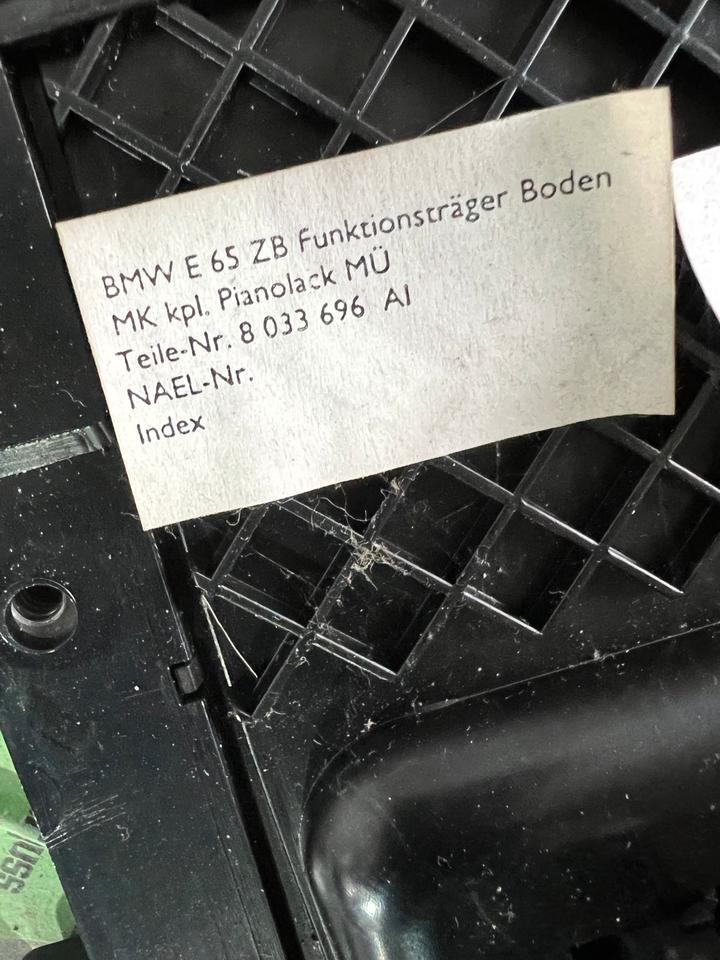 BMW E 65 ZB Funktionsträger Boden
MK kpl. Pianolack MÜ
Teile-Nr. 8 033 696 AI
NAEL-Nr.
Index